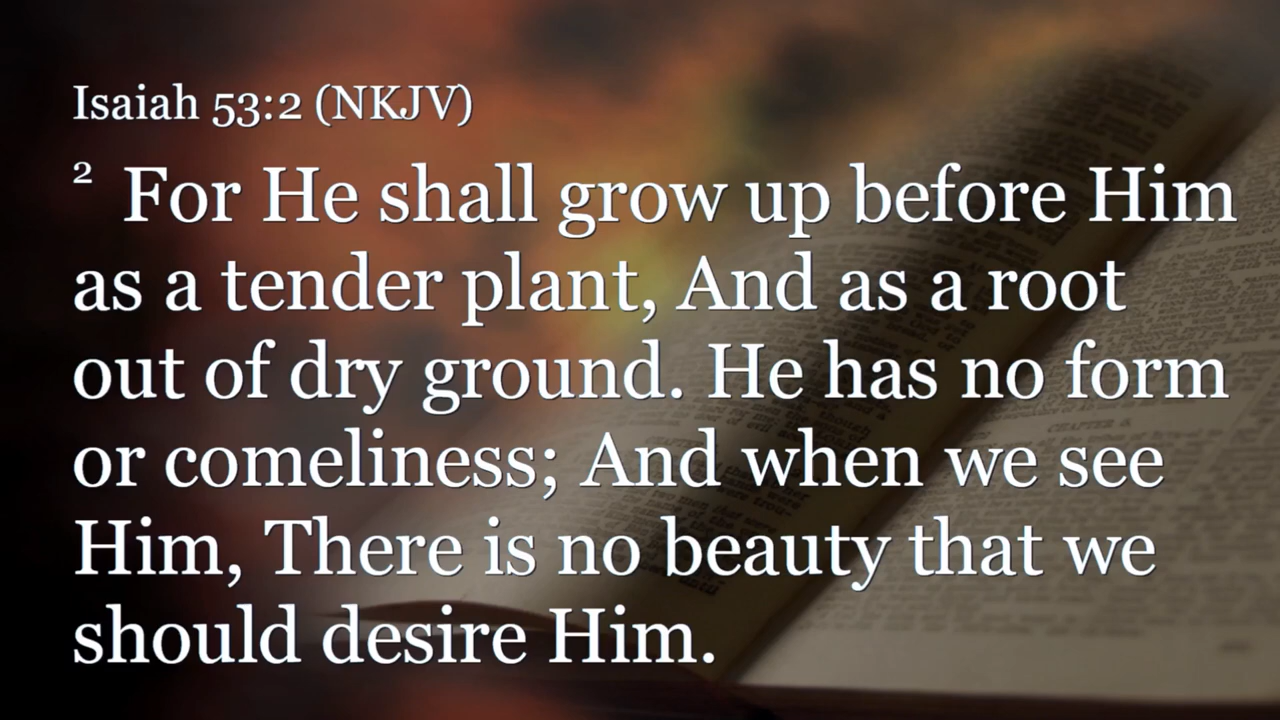 Isaiah 53:2 (NKJV)
2 For He shall grow up before Him
as a tender plant, And as a root
out of dry ground. He has no form
or comeliness; And when we see
Him, There is no beauty that we
should desire Him.